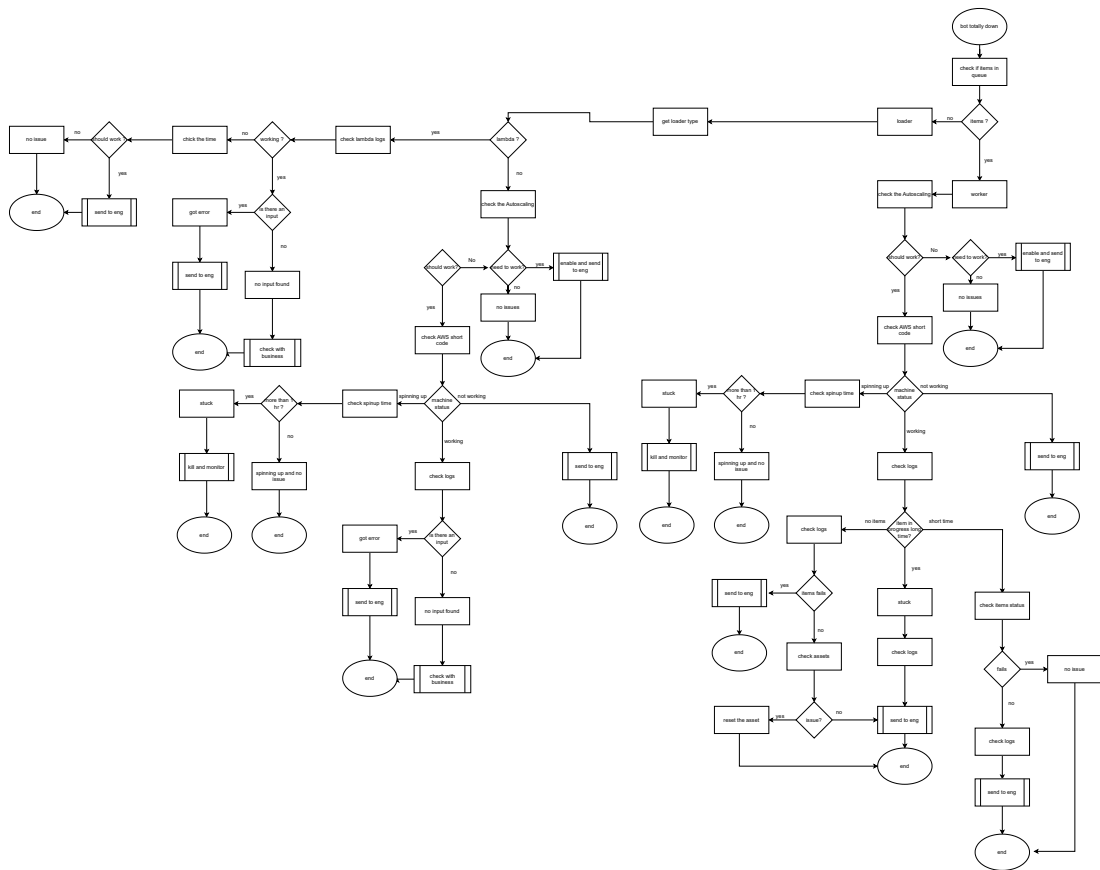 bot totally down
check if items in
queue
items ?
no
loader
get loader type
lambda ?
yes
check lambda logs
working ?
no
chick the time
should work ?
no
no issue
yes
yes
no
yes
end
send to eng
got error
yes
is there an
input
check the Autoscaling
check the Autoscaling
worker
no
send to eng
no input found
should work?
No
need to work?
yes
enable and send
to eng
no
no issues
should work?
No
need to work?
yes
enable and send
to eng
no
no issues
yes
yes
check AWS short
code
check AWS short
code
end
check with
business
end
end
stuck
yes
more than 1
hr ?
check spinup time
spinning up
machine
status
not working
stuck
yes
more than 1
hr ?
check spinup time
spinning up
machine
status
not working
no
working
no
working
kill and monitor
spinning up and no
issue
check logs
send to eng
kill and monitor
spinning up and no
issue
check logs
send to eng
end
end
end
end
end
end
got error
yes
is there an
input
no
check logs
no items
item in
progress long
time?
short time
yes
send to eng
no input found
send to eng
yes
items fails
stuck
check items status
no
end
check with
business
end
check assets
check logs
fails
yes
no issue
no
reset the asset
yes
issue?
no
send to eng
check logs
end
send to eng
end